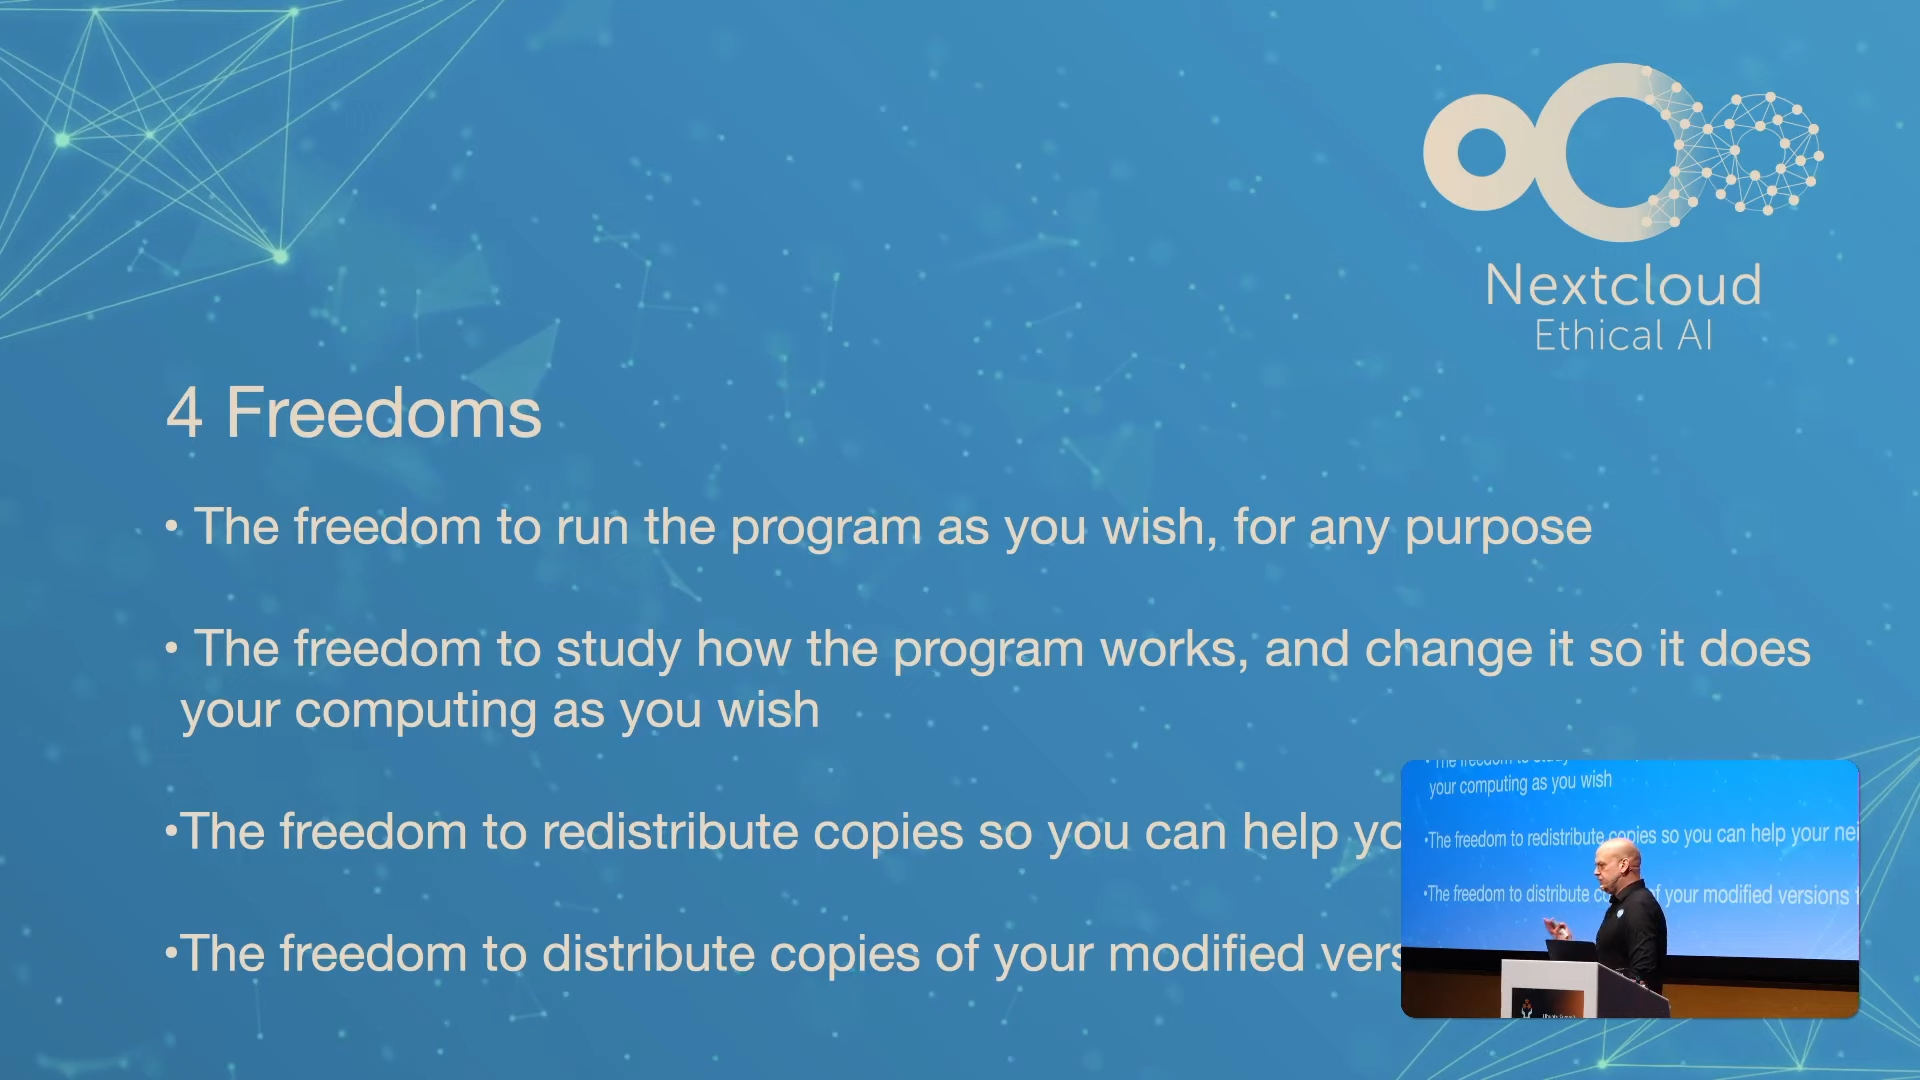 Nextcloud
Ethical AI
4 Freedoms
• The freedom to run the program as you wish, for any purpose
• The freedom to study how the program works, and change it so it does
your computing as you wish
•The freedom to redistribute copies so you can help
•The freedom to distribute copies of your modified
your computing as you wish
•The freedom to redistribute copies so you can help your
•The freedom to distribute of your modified versions